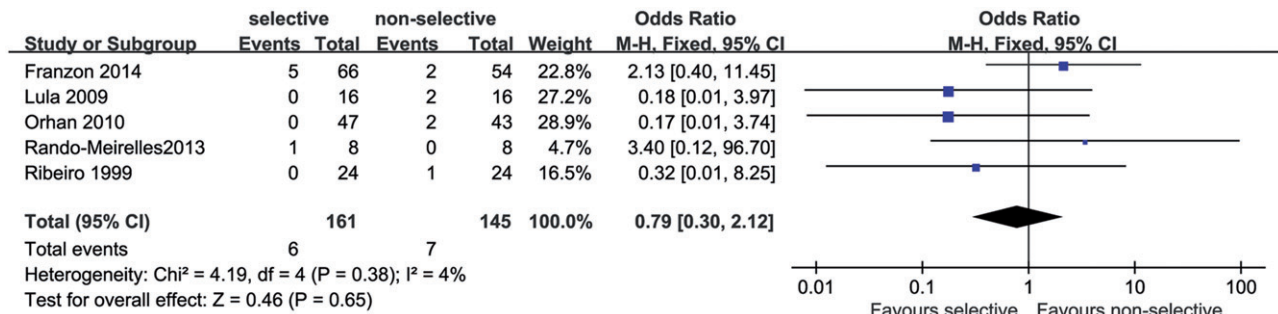 selective non-selective Odds Ratio Odds Ratio
Study or Subgroup Events Total Events Total Weight M-H, Fixed, 95% CI M-H, Fixed, 95% CI
Franzon 2014 5 66 2 54 22.8% 2.13 [0.40, 11.45]
Lula 2009 0 16 2 16 27.2% 0.18 [0.01, 3.97]
Orhan 2010 0 47 2 43 28.9% 0.17 [0.01, 3.74]
Rando-Meirelles2013 1 8 0 8 4.7% 3.40 [0.12, 96.70]
Ribeiro 1999 0 24 1 24 16.5% 0.32 [0.01, 8.25]
Total (95% CI) 161 145 100.0% 0.79 [0.30, 2.12]
Total events 6 7
Heterogeneity: Chi² = 4.19, df = 4 (P = 0.38); I² = 4%
Test for overall effect: Z = 0.46 (P = 0.65)
0.01 0.1 1 10 100
Favours selective Favours non-selective